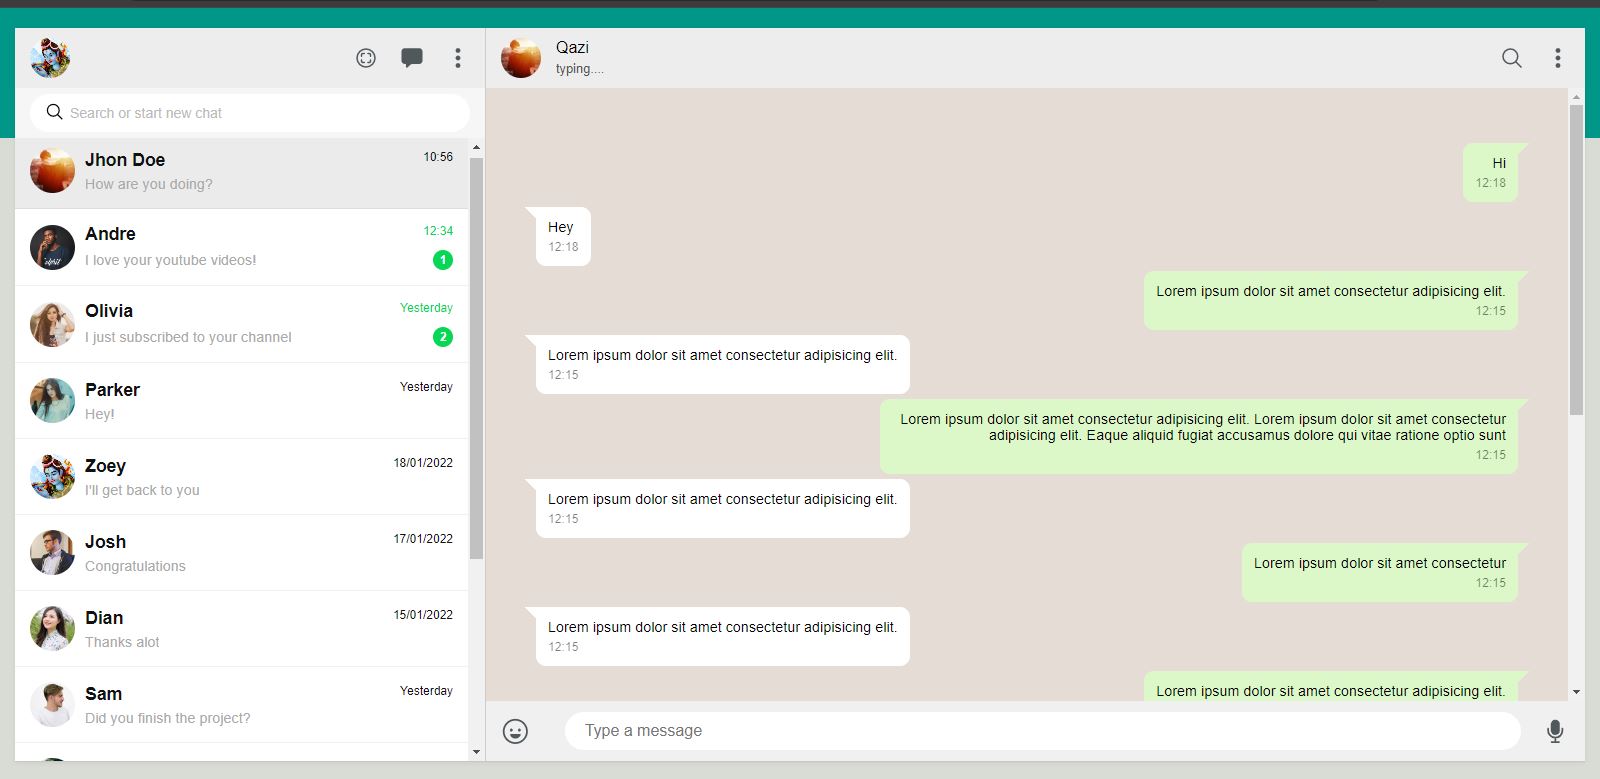 Search or start new chat
Jhon Doe
10:56
How are you doing?
Andre
12:34
I love your youtube videos!
1
Olivia
Yesterday
I just subscribed to your channel
2
Parker
Yesterday
Hey!
Zoey
18/01/2022
I'll get back to you
Josh
17/01/2022
Congratulations
Dian
15/01/2022
Thanks alot
Sam
Yesterday
Did you finish the project?
Qazi
typing....
Hi
12:18
Hey
12:18
Lorem ipsum dolor sit amet consectetur adipisicing elit.
12:15
Lorem ipsum dolor sit amet consectetur adipisicing elit.
12:15
Lorem ipsum dolor sit amet consectetur adipisicing elit. Lorem ipsum dolor sit amet consectetur
adipisicing elit. Eaque aliquid fugiat accusamus dolore qui vitae ratione optio sunt
12:15
Lorem ipsum dolor sit amet consectetur adipisicing elit.
12:15
Lorem ipsum dolor sit amet consectetur
12:15
Lorem ipsum dolor sit amet consectetur adipisicing elit.
12:15
Lorem ipsum dolor sit amet consectetur adipisicing elit.
Type a message